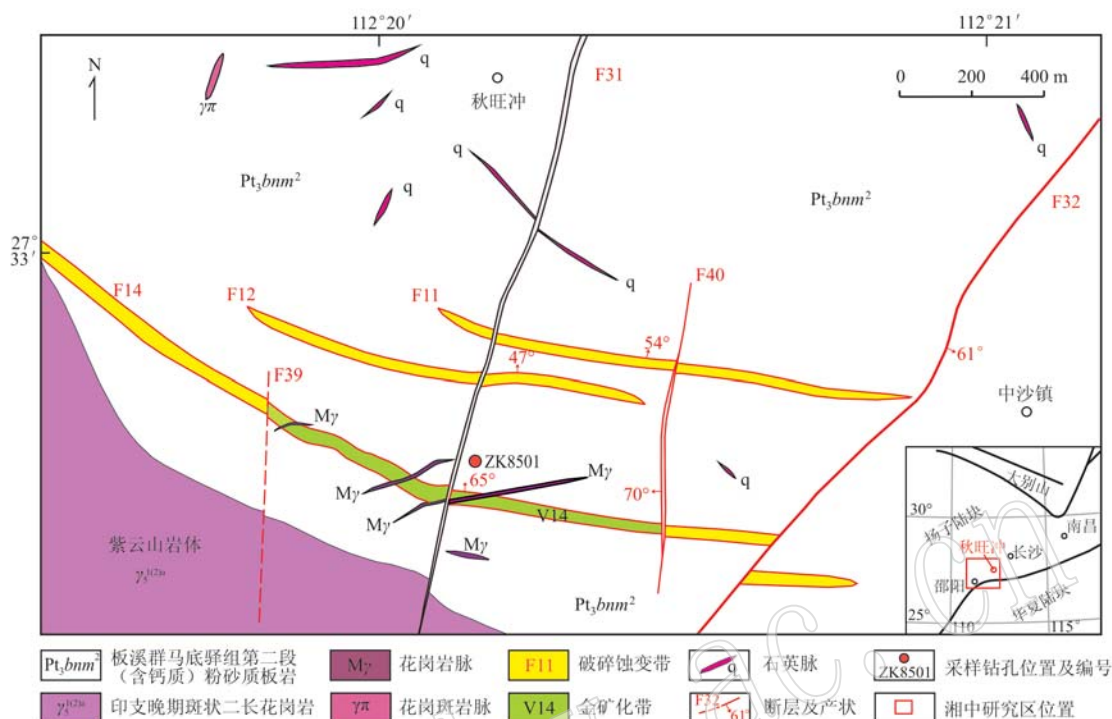 112°20′
112°21′
N
0 200 400 m
F31
q
γπ
q
秋旺冲
q
q
F32
Pt₃bnm²
q
Pt₃bnm²
27°
33′
q
F40
F14
F12
F11
54°
47°
61°
F39
中沙镇
Mγ
ZK8501
Mγ
65°
Mγ
q
70°
Mγ
V14
紫云山岩体
γ₅¹⁽²⁾ᵃ
Mγ
Pt₃bnm²
大别山
30°
扬子陆块
南昌
秋旺冲
长沙
邵阳
华夏陆块
25°
110°
115°
Pt₃bnm² 板溪群马底驿组第二段
(含钙质)粉砂质板岩
Mγ 花岗岩脉
F11 破碎蚀变带
q 石英脉
ZK8501 采样钻孔位置及编号
γ₅¹⁽²⁾ᵃ 印支晚期斑状二长花岗岩
γπ 花岗斑岩脉
V14 金矿化带
F32 61° 断层及产状
湘中研究区位置